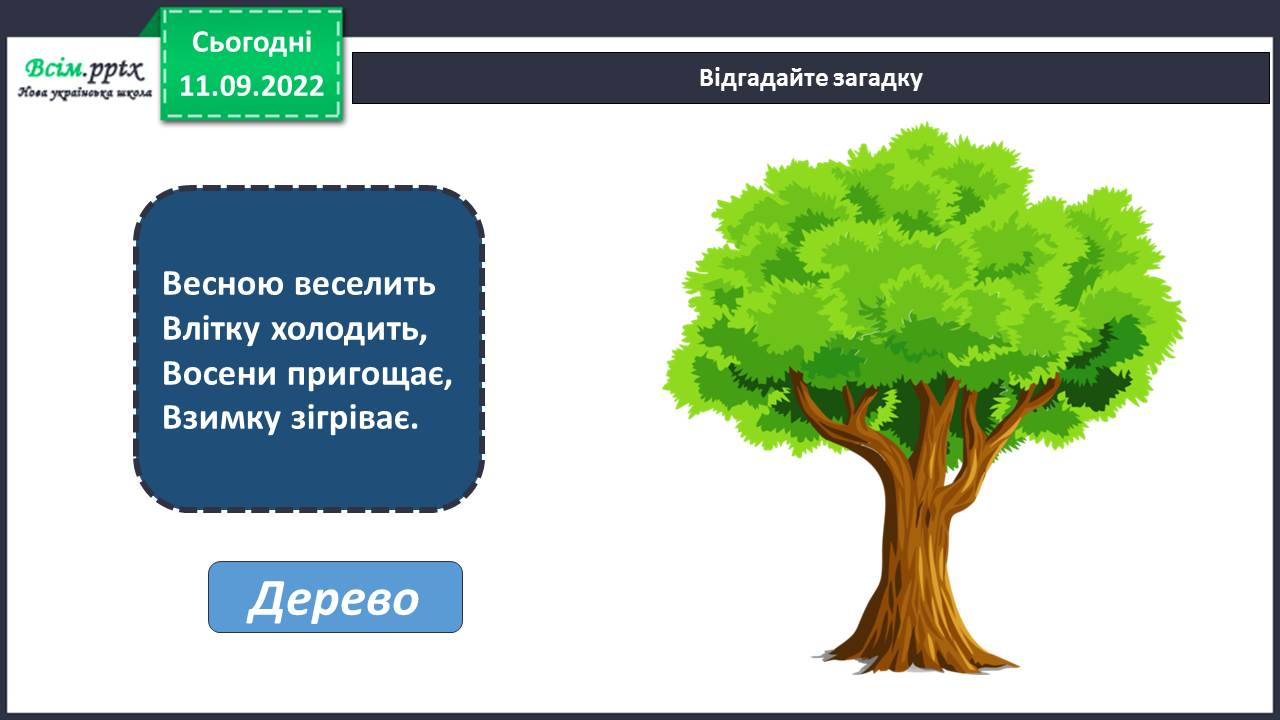 Всім.pptx
Нова українська школа
Сьогодні
11.09.2022
Відгадайте загадку
Весною веселить
Влітку холодить,
Восени пригощає,
Взимку зігріває.
Дерево